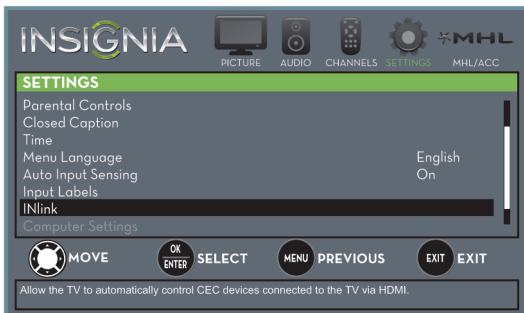 INSIGNIA
PICTURE AUDIO CHANNELS SETTINGS MHL MHL/ACC
SETTINGS
Parental Controls
Closed Caption
Time
Menu Language English
Auto Input Sensing On
Input Labels
INlink
Computer Settings
MOVE OK ENTER SELECT MENU PREVIOUS EXIT EXIT
Allow the TV to automatically control CEC devices connected to the TV via HDMI.